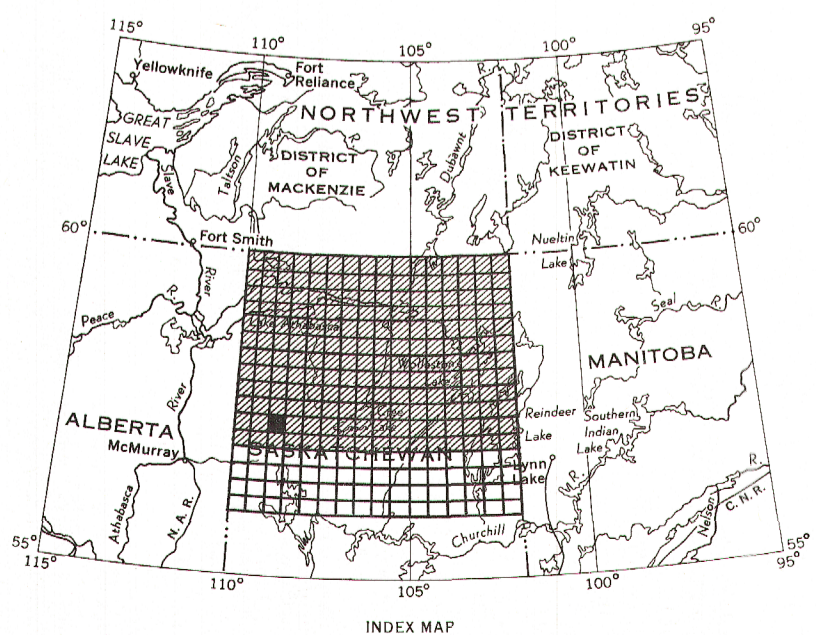 115°
110°
105°
100°
95°
Yellowknife
Fort
Reliance
NORTHWEST TERRITORIES
GREAT
SLAVE
LAKE
Slave
Taltson
R.
DISTRICT
OF
MACKENZIE
Dubawnt
R.
DISTRICT
OF
KEEWATIN
60°
Fort Smith
Nueltin
Lake
60°
River
Peace
R.
Lake Athabasca
Seal R.
Wollaston
Lake
MANITOBA
River
ALBERTA
McMurray
Cree
Lake
Reindeer
Lake
Southern
Indian
Lake
SASKATCHEWAN
Lynn
Lake
R.
R.
Athabasca
N. A. R.
Churchill
Nelson
C. N. R.
55°
115°
110°
105°
100°
95°
55°
INDEX MAP